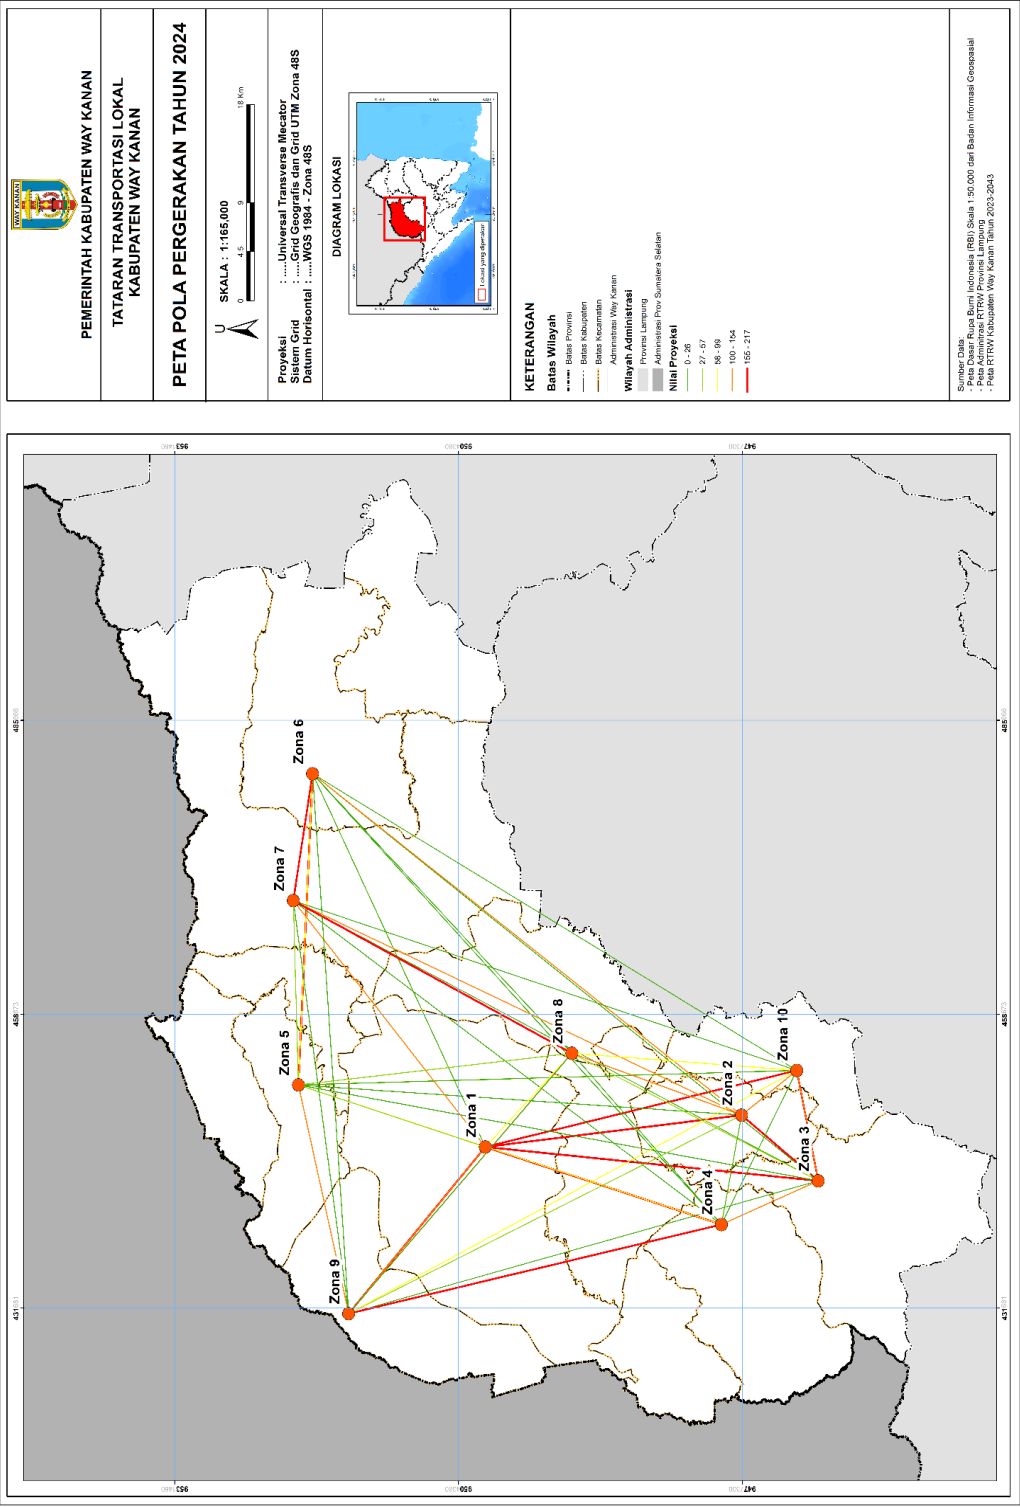 WAY KANAN
PEMERINTAH KABUPATEN WAY KANAN
TATARAN TRANSPORTASI LOKAL
KABUPATEN WAY KANAN
PETA POLA PERGERAKAN TAHUN 2024
U
SKALA : 1:165,000
0 4.5 9 18 Km
Proyeksi : ....Universal Transverse Mecator
Sistem Grid : ....Grid Geografis dan Grid UTM Zona 48S
Datum Horisontal : ....WGS 1984 - Zona 48S
DIAGRAM LOKASI
Lokasi yang dipetakan
KETERANGAN
Batas Wilayah
Batas Provinsi
Batas Kabupaten
Batas Kecamatan
Administrasi Way Kanan
Wilayah Administrasi
Provinsi Lampung
Administrasi Prov Sumatera Selatan
Nilai Proyeksi
0 - 26
27 - 57
58 - 99
100 - 154
155 - 217
Sumber Data:
- Peta Dasar Rupa Bumi Indonesia (RBI) Skala 1:50.000 dari Badan Informasi Geospasial
- Peta Adminitrasi RTRW Provinsi Lampung
- Peta RTRW Kabupaten Way Kanan Tahun 2023-2043
Zona 6
Zona 7
Zona 8
Zona 5
Zona 10
Zona 2
Zona 1
Zona 3
Zona 4
Zona 9